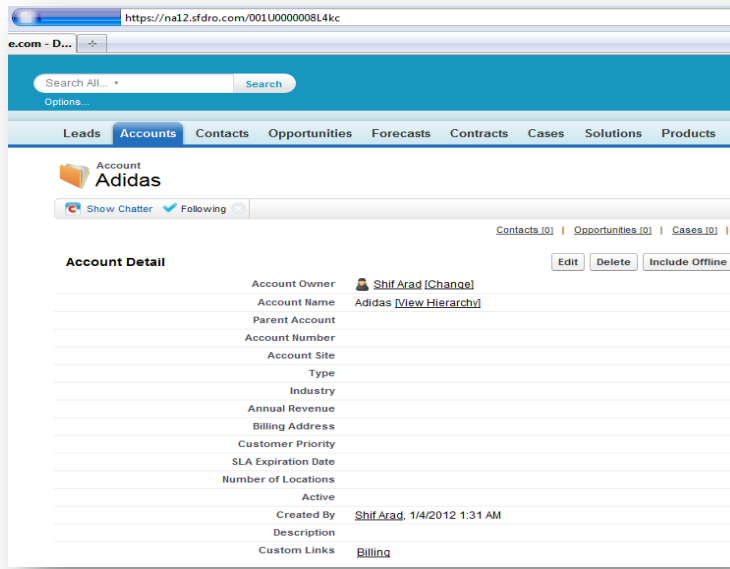 https://na12.sfdro.com/001U0000008L4kc
e.com - D...
Search All...
Search
Options...
Leads Accounts Contacts Opportunities Forecasts Contracts Cases Solutions Products
Account
Adidas
Show Chatter Following
Contacts [0] | Opportunities [0] | Cases [0] |
Account Detail Edit Delete Include Offline
Account Owner Shif Arad [Change]
Account Name Adidas [View Hierarchy]
Parent Account
Account Number
Account Site
Type
Industry
Annual Revenue
Billing Address
Customer Priority
SLA Expiration Date
Number of Locations
Active
Created By Shif Arad, 1/4/2012 1:31 AM
Description
Custom Links Billing